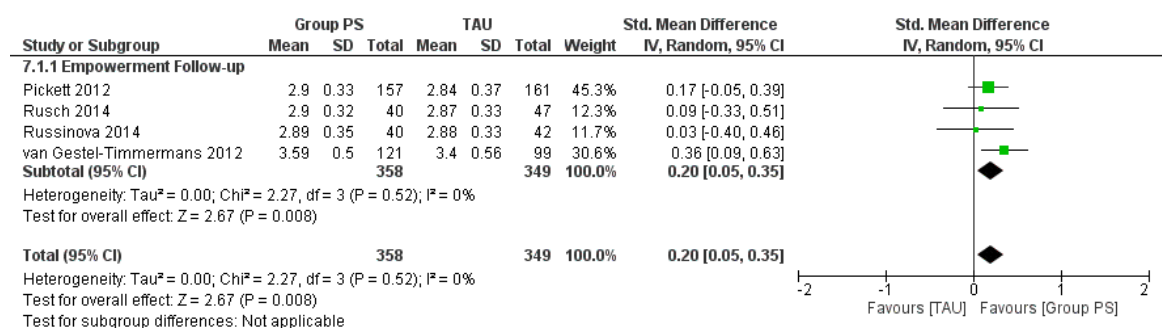 Group PS TAU Std. Mean Difference Std. Mean Difference
Study or Subgroup Mean SD Total Mean SD Total Weight IV, Random, 95% CI IV, Random, 95% CI
7.1.1 Empowerment Follow-up
Pickett 2012 2.9 0.33 157 2.84 0.37 161 45.3% 0.17 [-0.05, 0.39]
Rusch 2014 2.9 0.32 40 2.87 0.33 47 12.3% 0.09 [-0.33, 0.51]
Russinova 2014 2.89 0.35 40 2.88 0.33 42 11.7% 0.03 [-0.40, 0.46]
van Gestel-Timmermans 2012 3.59 0.5 121 3.4 0.56 99 30.6% 0.36 [0.09, 0.63]
Subtotal (95% CI) 358 349 100.0% 0.20 [0.05, 0.35]
Heterogeneity: Tau² = 0.00; Chi² = 2.27, df = 3 (P = 0.52); I² = 0%
Test for overall effect: Z = 2.67 (P = 0.008)
Total (95% CI) 358 349 100.0% 0.20 [0.05, 0.35]
Heterogeneity: Tau² = 0.00; Chi² = 2.27, df = 3 (P = 0.52); I² = 0%
Test for overall effect: Z = 2.67 (P = 0.008)
Test for subgroup differences: Not applicable
-2 -1 0 1 2
Favours [TAU] Favours [Group PS]